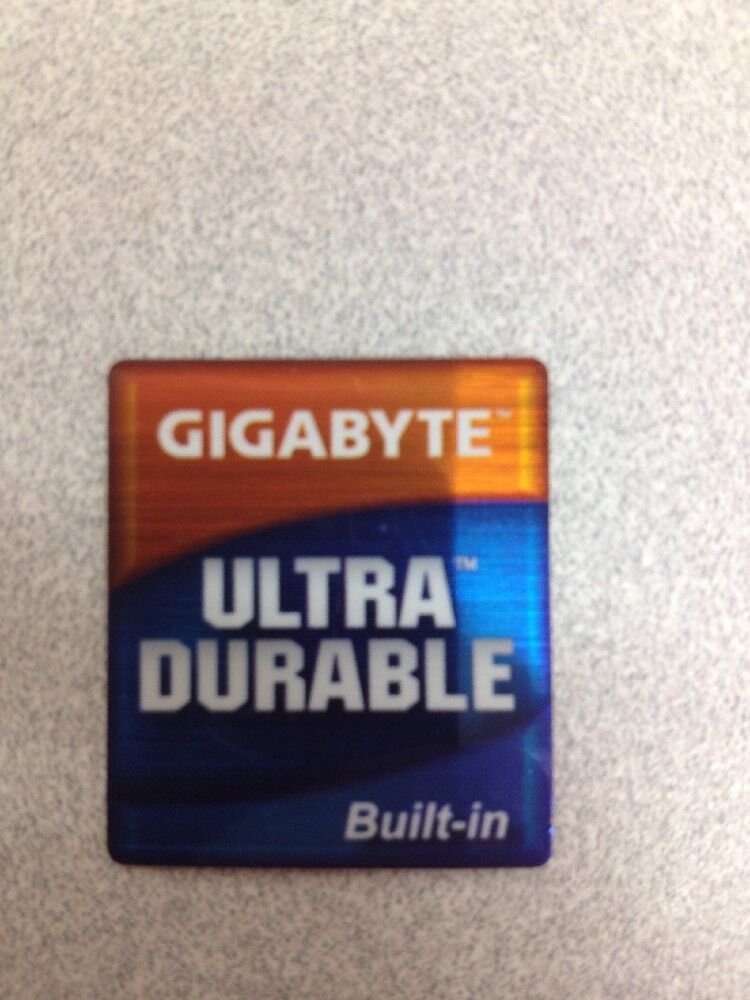 GIGABYTE™
ULTRA™
DURABLE
Built-in